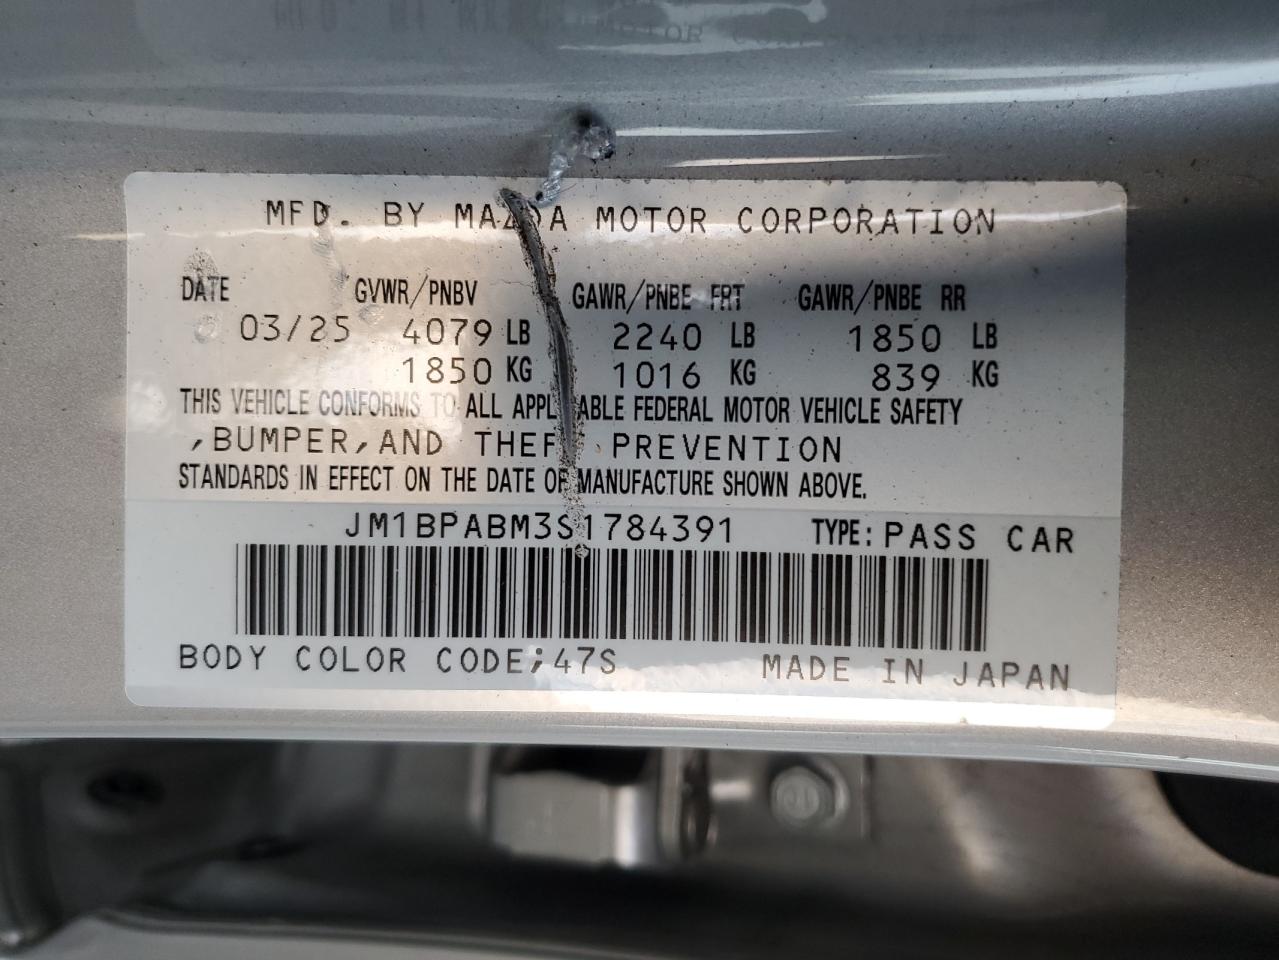 MFD. BY MAZDA MOTOR CORPORATION
DATE GVWR/PNBV GAWR/PNBE FRT GAWR/PNBE RR
03/25 4079 LB 2240 LB 1850 LB
1850 KG 1016 KG 839 KG
THIS VEHICLE CONFORMS TO ALL APPLICABLE FEDERAL MOTOR VEHICLE SAFETY
,BUMPER,AND THEFT PREVENTION
STANDARDS IN EFFECT ON THE DATE OF MANUFACTURE SHOWN ABOVE.
JM1BPABM3S1784391 TYPE: PASS CAR
BODY COLOR CODE;47S MADE IN JAPAN